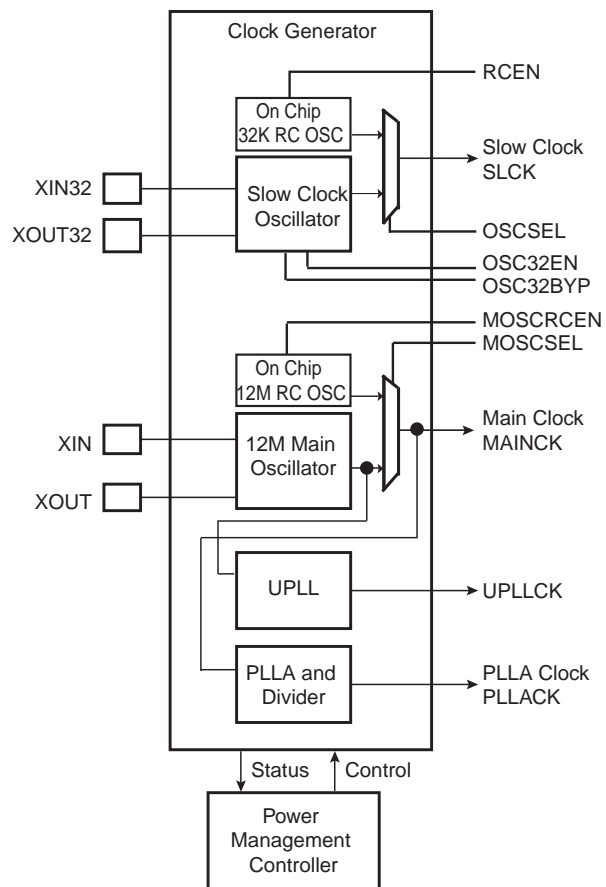 Clock Generator
RCEN
On Chip
32K RC OSC
Slow Clock
SLCK
XIN32
Slow Clock
Oscillator
XOUT32
OSCSEL
OSC32EN
OSC32BYP
MOSCRCEN
MOSCSEL
On Chip
12M RC OSC
Main Clock
MAINCK
XIN
12M Main
Oscillator
XOUT
UPLL
UPLLCK
PLLA and
Divider
PLLA Clock
PLLACK
Status
Control
Power
Management
Controller